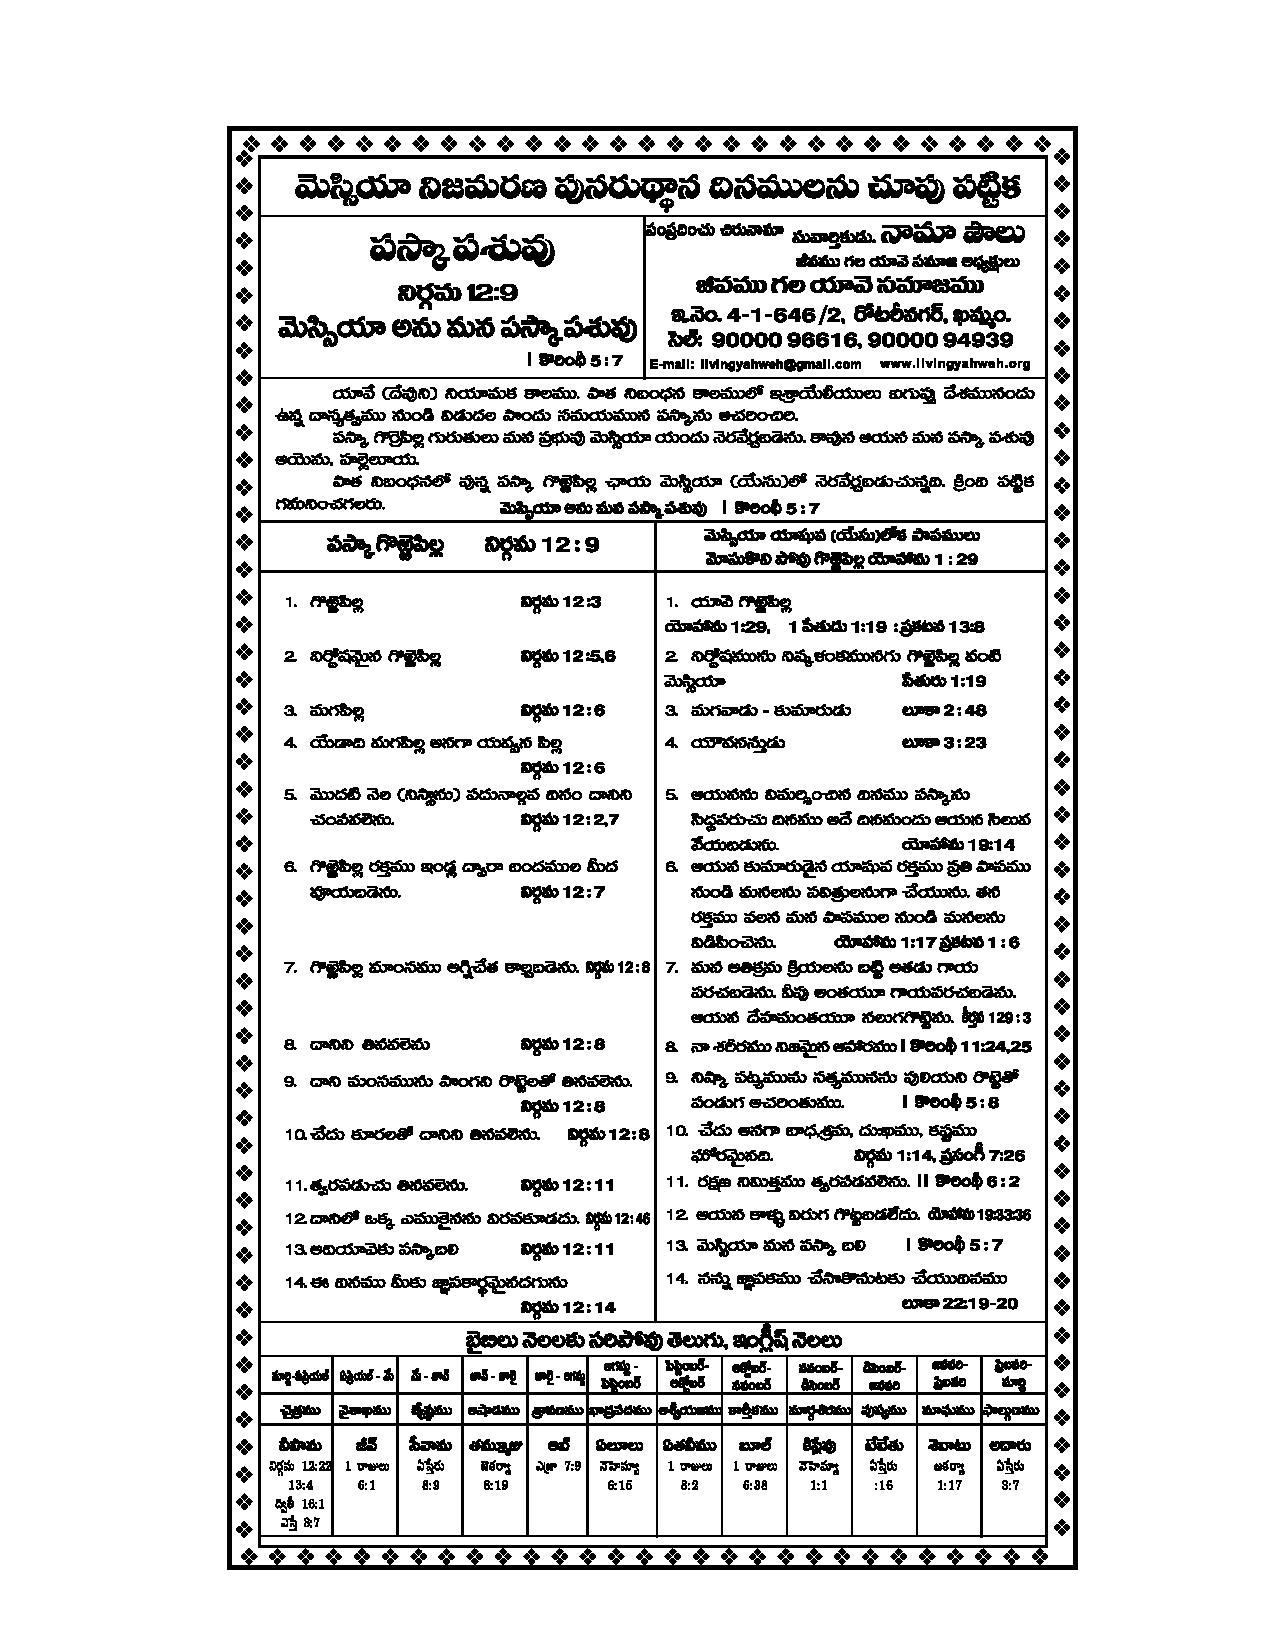 మెస్సియా నిజమరణ పునరుత్థాన దినములను చూపు పట్టిక
పస్కా పశువు
నిర్గమ 12:9
మెస్సియా అను మన పస్కా పశువు
I కొరింథీ 5 : 7
సంప్రదించు చిరునామా సువార్తికుడు. నామా పాలు
జీవము గల యావె సమాజ అధ్యక్షులు
జీవము గల యావె సమాజము
ఇ.నెం. 4-1-646/2, రోటరీనగర్, ఖమ్మం.
సెల్: 90000 96616, 90000 94939
E-mail: livingyahweh@gmail.com www.livingyahweh.org
యావే (దేవుని) నియామక కాలము. పాత నిబంధన కాలములో ఇశ్రాయేలీయులు ఐగుప్తు దేశమునందు
ఉన్న దాస్యత్వము నుండి విడుదల పొందు సమయమున పస్కాను ఆచరించిరి.
పస్కా గొర్రెపిల్ల గురుతులు మన ప్రభువు మెస్సియా యందు నెరవేర్చబడెను. కావున ఆయన మన పస్కా పశువు
ఆయెను, హల్లెలూయ.
పాత నిబంధనలో వున్న పస్కా గొఱ్ఱెపిల్ల ఛాయ మెస్సియా (యేసు)లో నెరవేర్చబడుచున్నది. క్రింది పట్టిక
గమనించగలరు. మెస్సియా అను మన పస్కా పశువు I కొరింథీ 5 : 7
పస్కా గొఱ్ఱెపిల్ల నిర్గమ 12 : 9
మెస్సియా యాషువ (యేసు)లోక పాపములు
మోసుకొని పోవు గొఱ్ఱెపిల్ల యోహాను 1 : 29
1. గొఱ్ఱెపిల్ల నిర్గమ 12 :3
2. నిర్దోషమైన గొఱ్ఱెపిల్ల నిర్గమ 12 :5,6
3. మగపిల్ల నిర్గమ 12 : 6
4. యేడాది మగపిల్ల అనగా యవ్వన పిల్ల
నిర్గమ 12 : 6
5. మొదటి నెల (నిస్సాను) పదునాల్గవ దినం దానిని
చంపవలెను. నిర్గమ 12 : 2,7
6. గొఱ్ఱెపిల్ల రక్తము ఇండ్ల ద్వారా బందముల మీద
పూయబడెను. నిర్గమ 12 : 7
7. గొఱ్ఱెపిల్ల మాంసము అగ్నిచేత కాల్చబడెను. నిర్గమ 12 : 8
8. దానిని తినవలెను నిర్గమ 12 : 8
9. దాని మంసమును పొంగని రొట్టెలతో తినవలెను.
నిర్గమ 12 : 8
10. చేదు కూరలతో దానిని తినవలెను. నిర్గమ 12 : 8
11. త్వరపడుచు తినవలెను. నిర్గమ 12 : 11
12. దానిలో ఒక్క ఎముకైనను విరవకూడదు. నిర్గమ 12 : 46
13. అదియావెకు పస్కాబలి నిర్గమ 12 : 11
14. ఈ దినము మీకు జ్ఞాపకార్థమైనదగును
నిర్గమ 12 : 14
1. యావె గొఱ్ఱెపిల్ల
యోహాను 1:29, 1 పేతుడు 1:19 : ప్రకటన 13:8
2. నిర్దోషమును నిష్కళంకమునగు గొఱ్ఱెపిల్ల వంటి
మెస్సియా పేతురు 1:19
3. మగవాడు - కుమారుడు లూకా 2 : 48
4. యౌవనస్తుడు లూకా 3 : 23
5. ఆయనను విమర్శించిన దినము పస్కాను
సిద్దపరుచు దినము అదే దినమందు ఆయన సిలువ
వేయబడును. యోహాను 19:14
6. ఆయన కుమారుడైన యాషువ రక్తము ప్రతి పాపము
నుండి మనలను పవిత్రులనుగా చేయును. తన
రక్తము వలన మన పాపముల నుండి మనలను
విడిపించెను. యోహాను 1:17 ప్రకటన 1 : 6
7. మన అతిక్రమ క్రియలను బట్టి అతడు గాయ
పరచబడెను. వీపు అంతయూ గాయపరచబడెను.
ఆయన దేహమంతయూ నలుగగొట్టెను. కీర్తన 129 : 3
8. నా శరీరము నిజమైన ఆహారము I కొరింథీ 11:24,25
9. నిష్కా పట్యమును సత్యమునను పులియని రొట్టెతో
పండుగ ఆచరింతుము. I కొరింథీ 5 : 8
10. చేదు అనగా బాధ,శ్రమ, దుఃఖము, కష్టము
ఘోరమైనది. నిర్గమ 1:14, ప్రసంగీ 7:26
11. రక్షణ నిమిత్తము త్వరపడవలెను. II కొరింథీ 6 : 2
12. ఆయన కాళ్ళు విరుగ గొట్టబడలేదు. యోహాను 19:33:36
13. మెస్సియా మన పస్కా బలి I కొరింథీ 5 : 7
14. నన్ను జ్ఞాపకము చేసికొనుటకు చేయుదినము
లూకా 22:19-20
బైబిలు నెలలకు సరిపోవు తెలుగు, ఇంగ్లీష్ నెలలు
మార్చి-ఏప్రియల్ ఏప్రియల్ - మే మే - జూన్ జూన్ - జూలై జూలై - ఆగస్టు ఆగస్టు - సెప్టెంబర్ సెప్టెంబర్- అక్టోబర్ అక్టోబర్- నవంబర్ నవంబర్- డిసెంబర్ డిసెంబర్- జనవరి జనవరి- ఫిబ్రవరి ఫిబ్రవరి- మార్చి
చైత్రము వైశాఖము జ్యేష్ఠము ఆషాడము శ్రావణము భాద్రపదము ఆశ్వీయుజము కార్తీకము మార్గశిరము పుష్యము మాఘము ఫాల్గుణము
బీపాను జీవ్ సీవాను తమ్మూజు అబ్ ఏలూలు ఏతనీము బూల్ కిస్లేవు టేబేతు శెబాటు అదారు
నిర్గమ 12:22 1 రాజులు ఏస్తేరు జెకర్యా ఎజ్రా 7:9 నెహెమ్యా 1 రాజులు 1 రాజులు నెహెమ్యా ఏస్తేరు జకర్యా ఏస్తేరు
13:4 6:1 8:9 8:19 6:15 8:2 6:38 1:1 :16 1:17 3:7
ద్వితీ 16:1
ఎస్తే 3;7